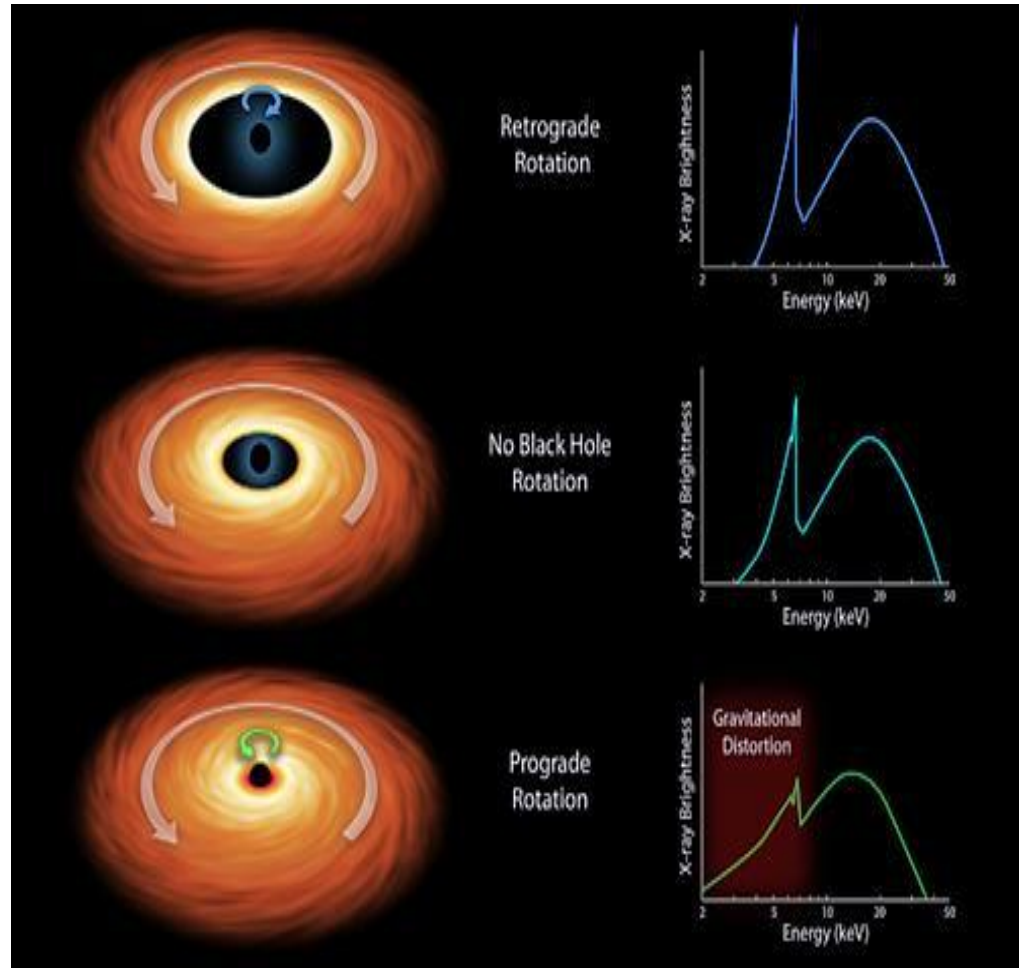 Retrograde
Rotation
X-ray Brightness
2 5 10 20 50
Energy (keV)
No Black Hole
Rotation
X-ray Brightness
2 5 10 20 50
Energy (keV)
Prograde
Rotation
Gravitational
Distortion
X-ray Brightness
2 5 10 20 50
Energy (keV)